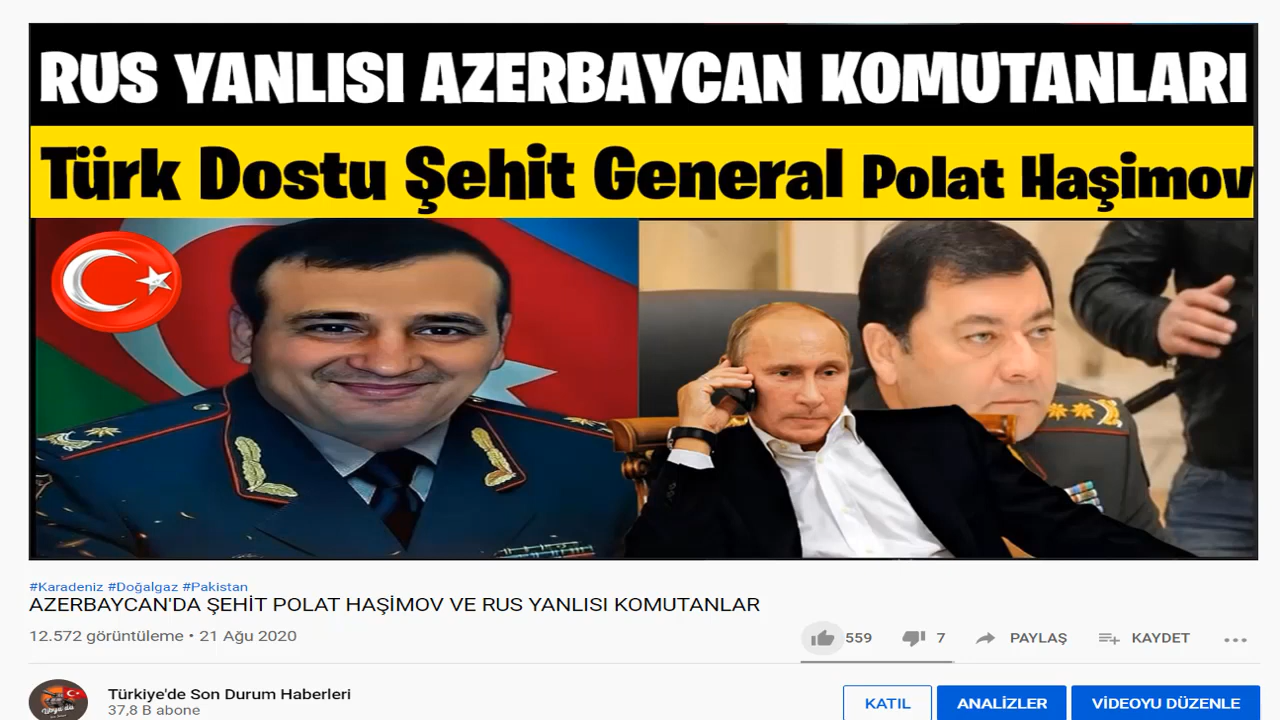 RUS YANLISI AZERBAYCAN KOMUTANLARI
Türk Dostu Şehit General Polat Haşimov
#Karadeniz #Doğalgaz #Pakistan
AZERBAYCAN'DA ŞEHİT POLAT HAŞİMOV VE RUS YANLISI KOMUTANLAR
12.572 görüntüleme • 21 Ağu 2020
559 7 PAYLAŞ KAYDET
Türkiye'de Son Durum Haberleri
37,8 B abone
KATIL ANALİZLER VİDEOYU DÜZENLE